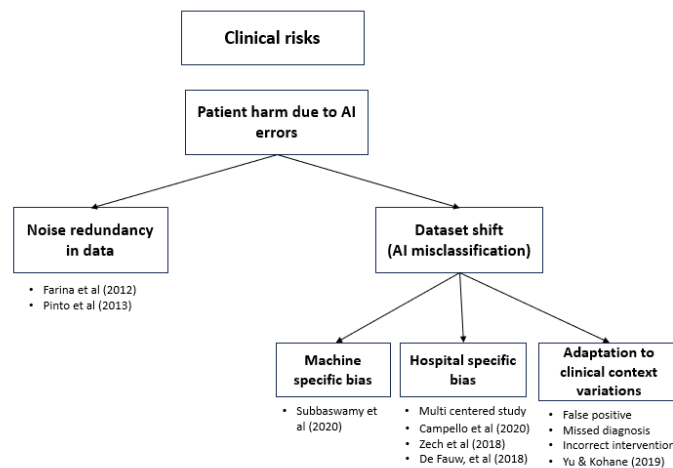 Clinical risks
Patient harm due to AI
errors
Noise redundancy
in data
• Farina et al (2012)
• Pinto et al (2013)
Dataset shift
(AI misclassification)
Machine
specific bias
• Subbaswamy et
al (2020)
Hospital specific
bias
• Multi centered study
• Campello et al (2020)
• Zech et al (2018)
• De Fauw, et al (2018)
Adaptation to
clinical context
variations
• False positive
• Missed diagnosis
• Incorrect intervention
• Yu & Kohane (2019)